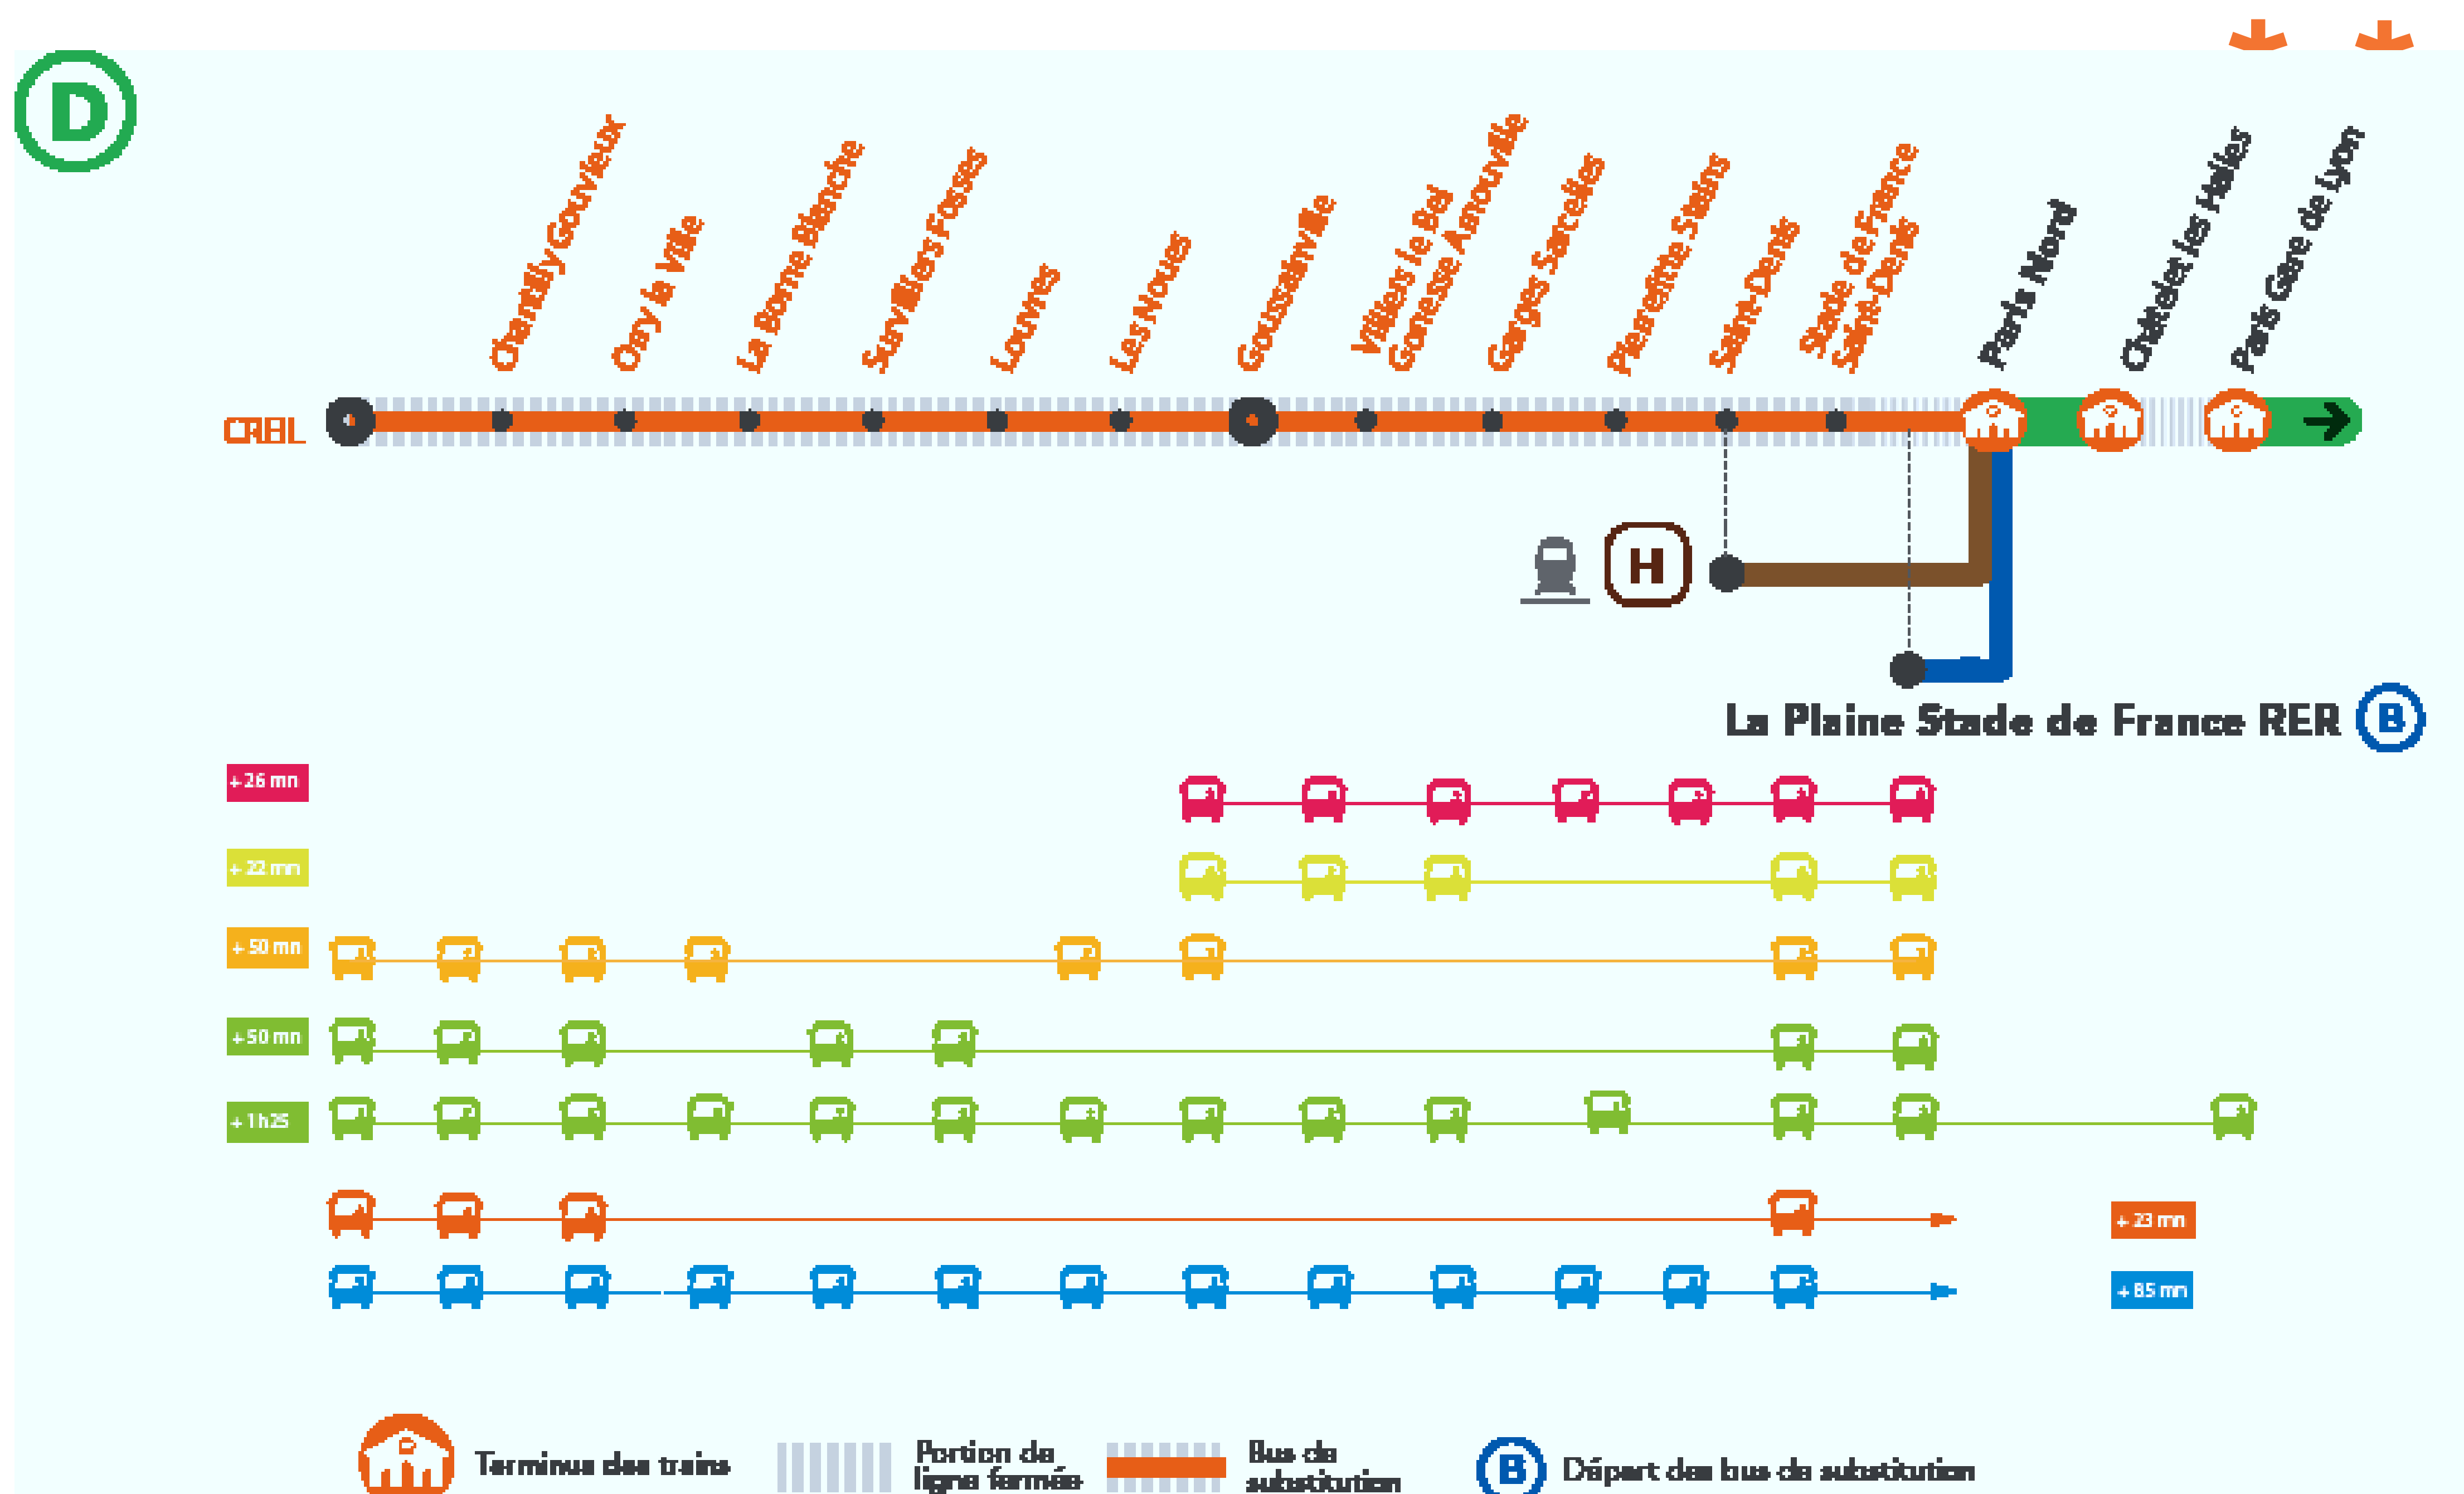 D
Chantilly Gouvieux
Orry la Ville
La Borne Blanche
Survilliers Fosses
Louvres
Les Noues
Goussainville
Villiers le Bel
Gonesse Arnouville
Garges Sarcelles
Pierrefitte Stains
Saint-Denis
Stade de France
Saint-Denis
Paris Nord
Châtelet les Halles
Paris Gare de Lyon
CREIL
H
La Plaine Stade de France RER B
+26 mn
+22 mn
+50 mn
+50 mn
+1h25
+23 mn
+85 mn
Terminus des trains
Portion de
ligne fermée
Bus de
substitution
B Départ des bus de substitution